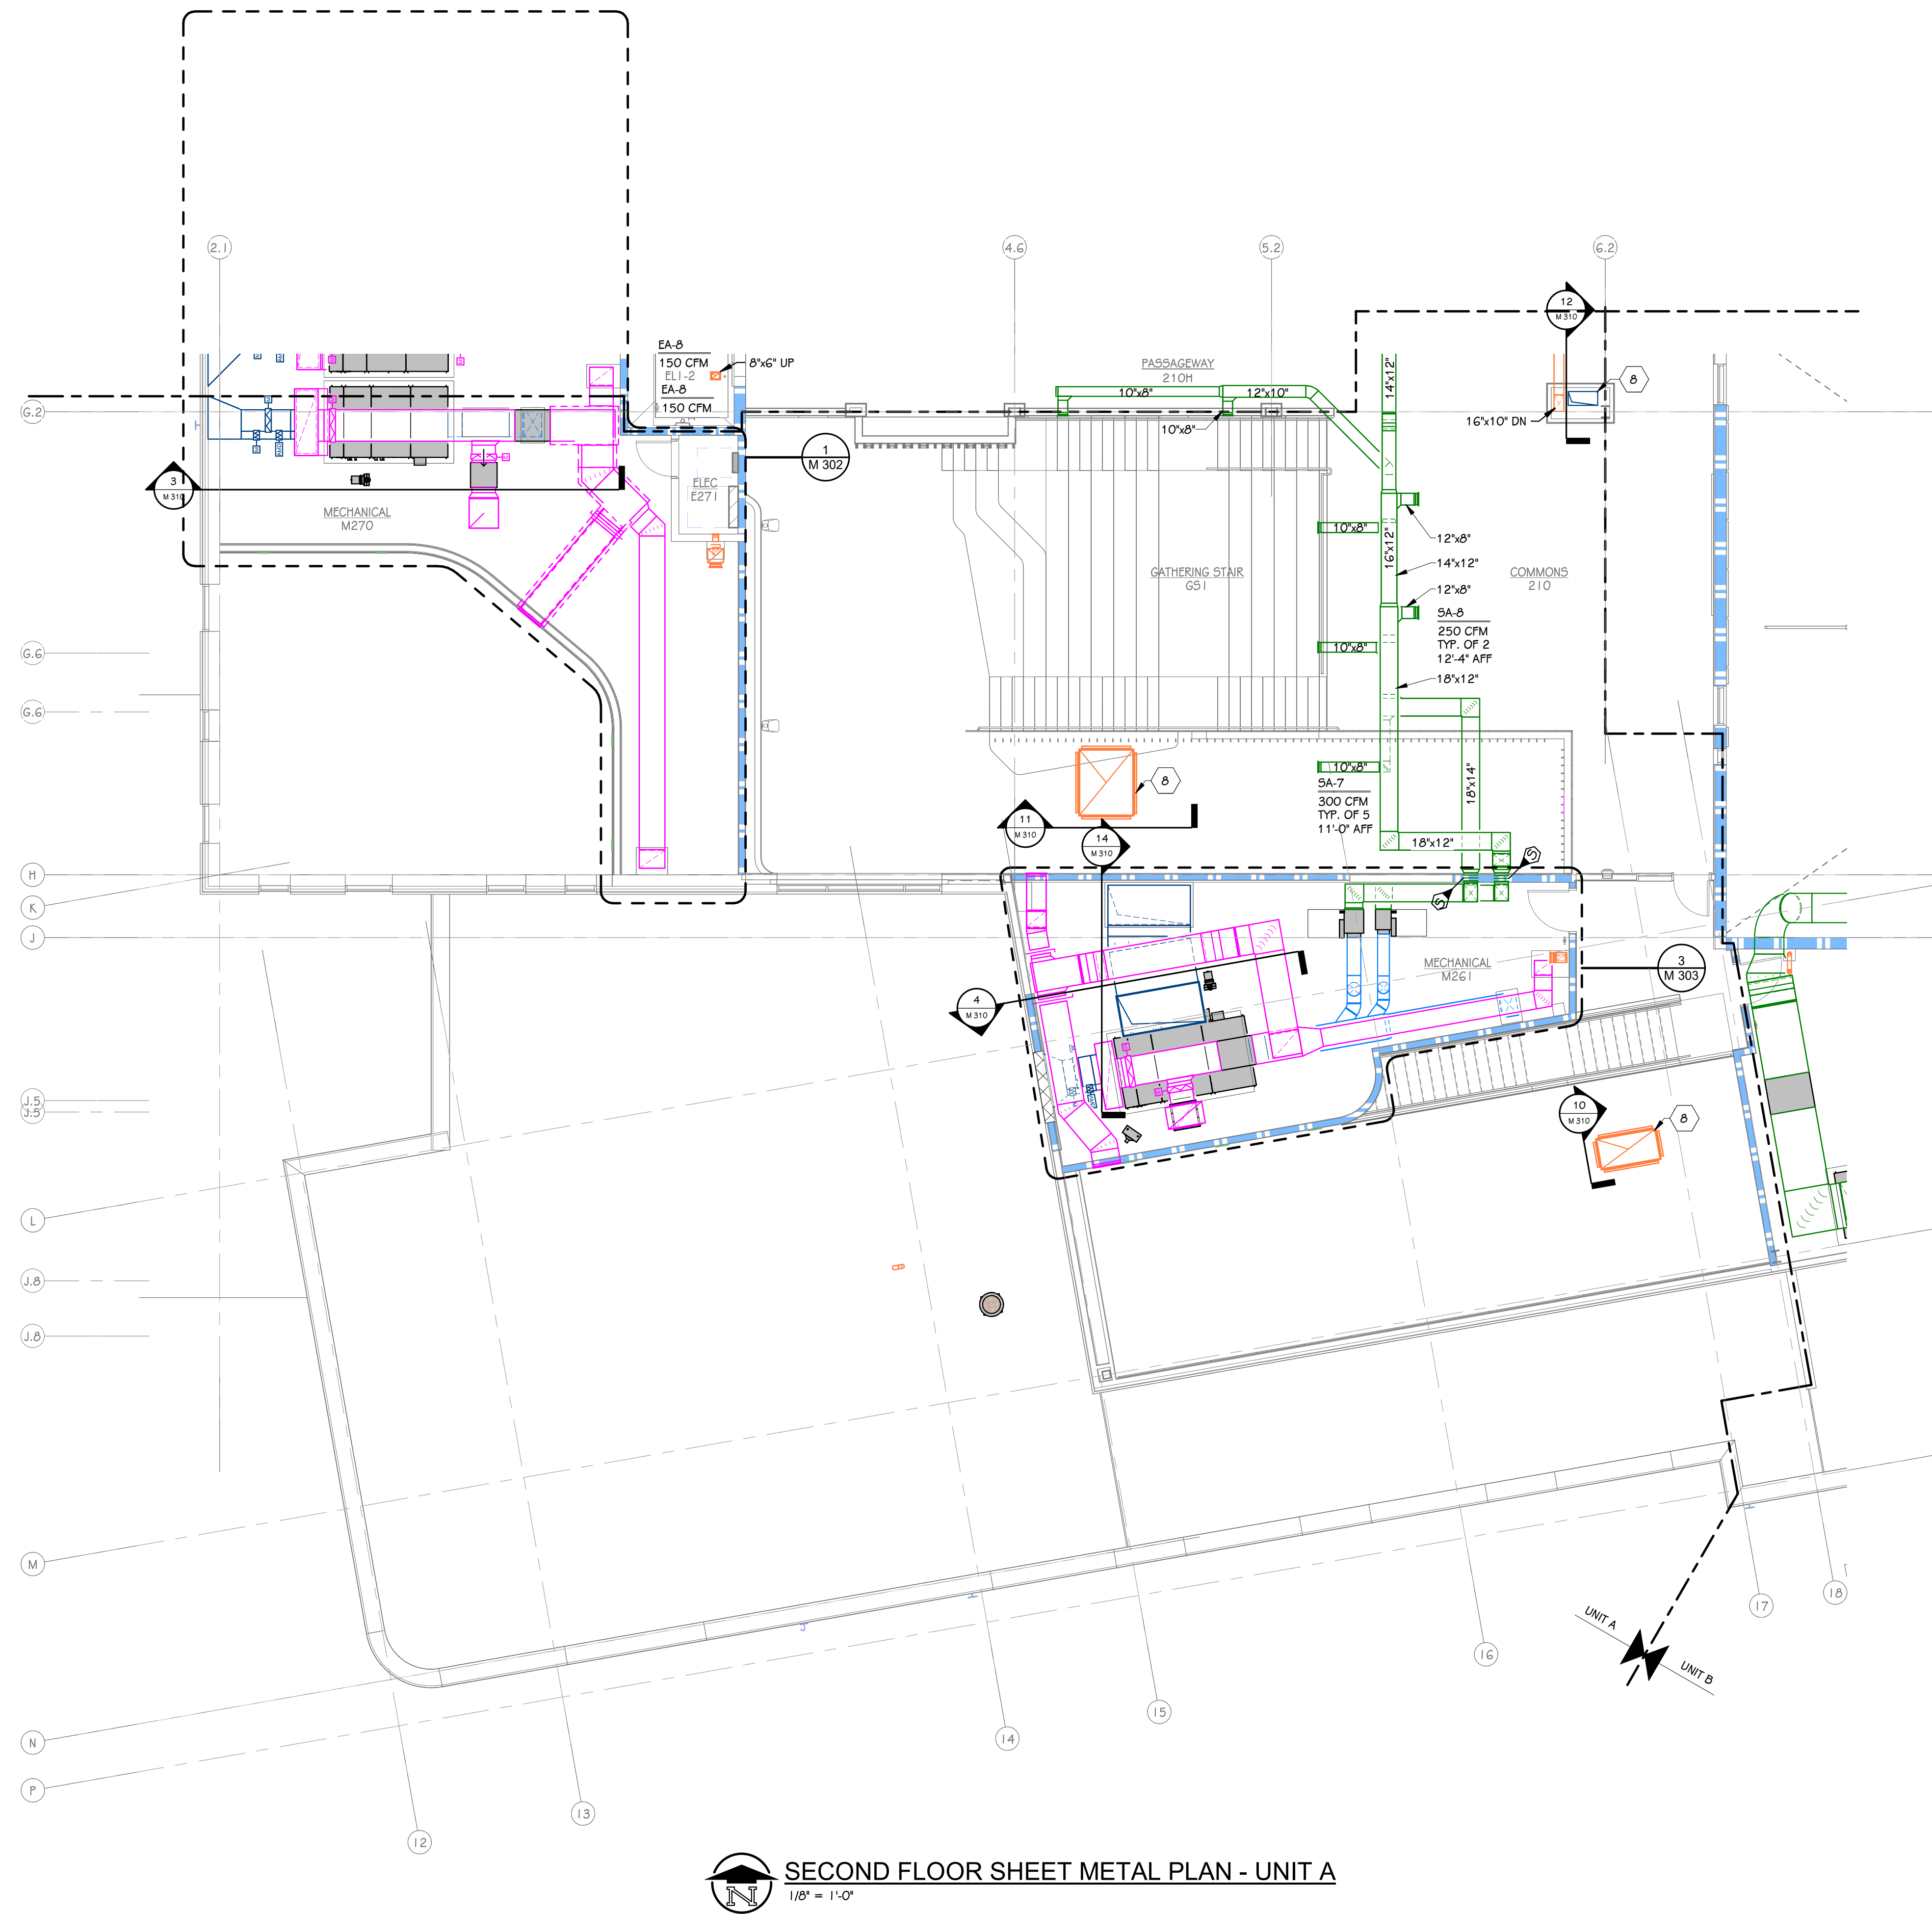 2.1
4.6
5.2
6.2
12
M 310
8
EA-8
150 CFM
EL1-2
EA-8
150 CFM
8"x6" UP
PASSAGEWAY
210H
10"x8"
12"x10"
14"x12"
10"x8"
16"x10" DN
G.2
1
M 302
3
M 310
ELEC
E271
MECHANICAL
M270
10"x8"
16"x12"
12"x8"
14"x12"
12"x8"
GATHERING STAIR
GS1
COMMONS
210
SA-8
250 CFM
TYP. OF 2
12'-4" AFF
10"x8"
18"x12"
G.6
G.6
10"x8"
18"x14"
SA-7
300 CFM
TYP. OF 5
11'-0" AFF
8
11
M 310
14
M 310
18"x12"
S
S
H
K
J
MECHANICAL
M261
3
M 303
4
M 310
J.5
J.5
10
M 310
8
L
J.8
J.8
M
N
P
12
13
14
15
16
17
18
UNIT A
UNIT B
N
SECOND FLOOR SHEET METAL PLAN - UNIT A
1/8" = 1'-0"